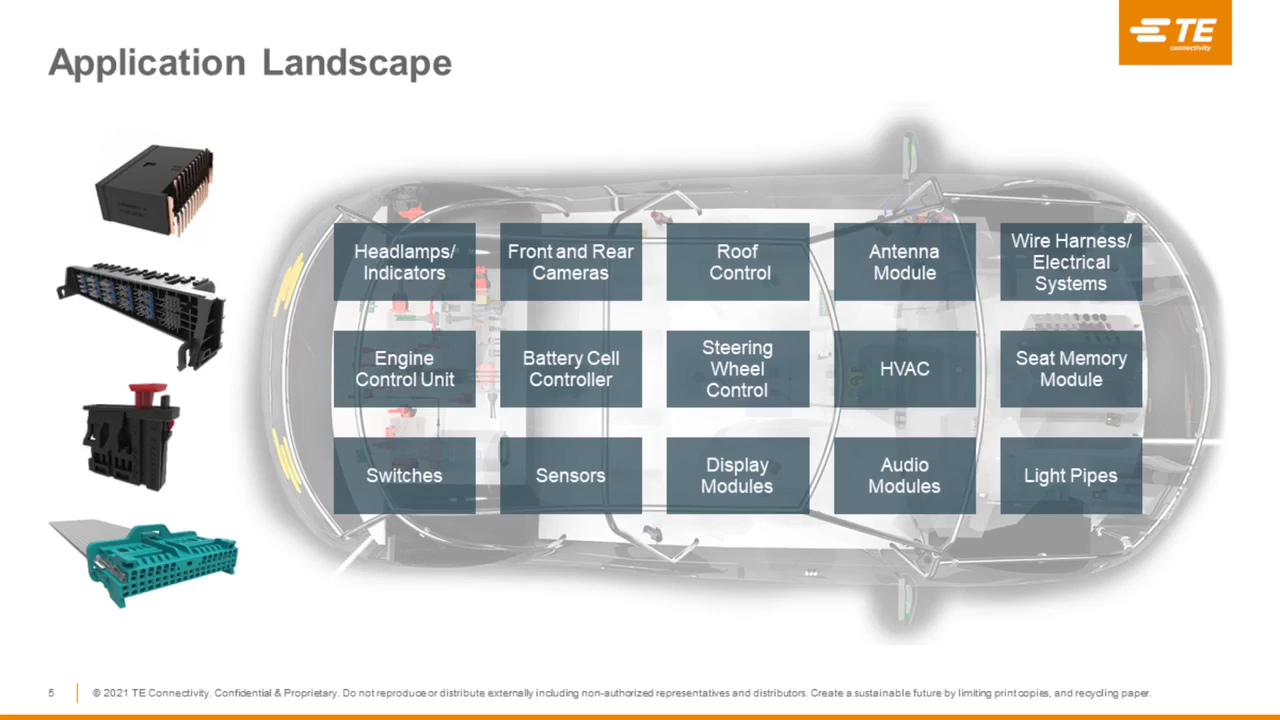 Application Landscape
TE
connectivity
Headlamps/
Indicators
Front and Rear
Cameras
Roof
Control
Antenna
Module
Wire Harness/
Electrical
Systems
Engine
Control Unit
Battery Cell
Controller
Steering
Wheel
Control
HVAC
Seat Memory
Module
Switches
Sensors
Display
Modules
Audio
Modules
Light Pipes
5
© 2021 TE Connectivity. Confidential & Proprietary. Do not reproduce or distribute externally including non-authorized representatives and distributors. Create a sustainable future by limiting print copies, and recycling paper.